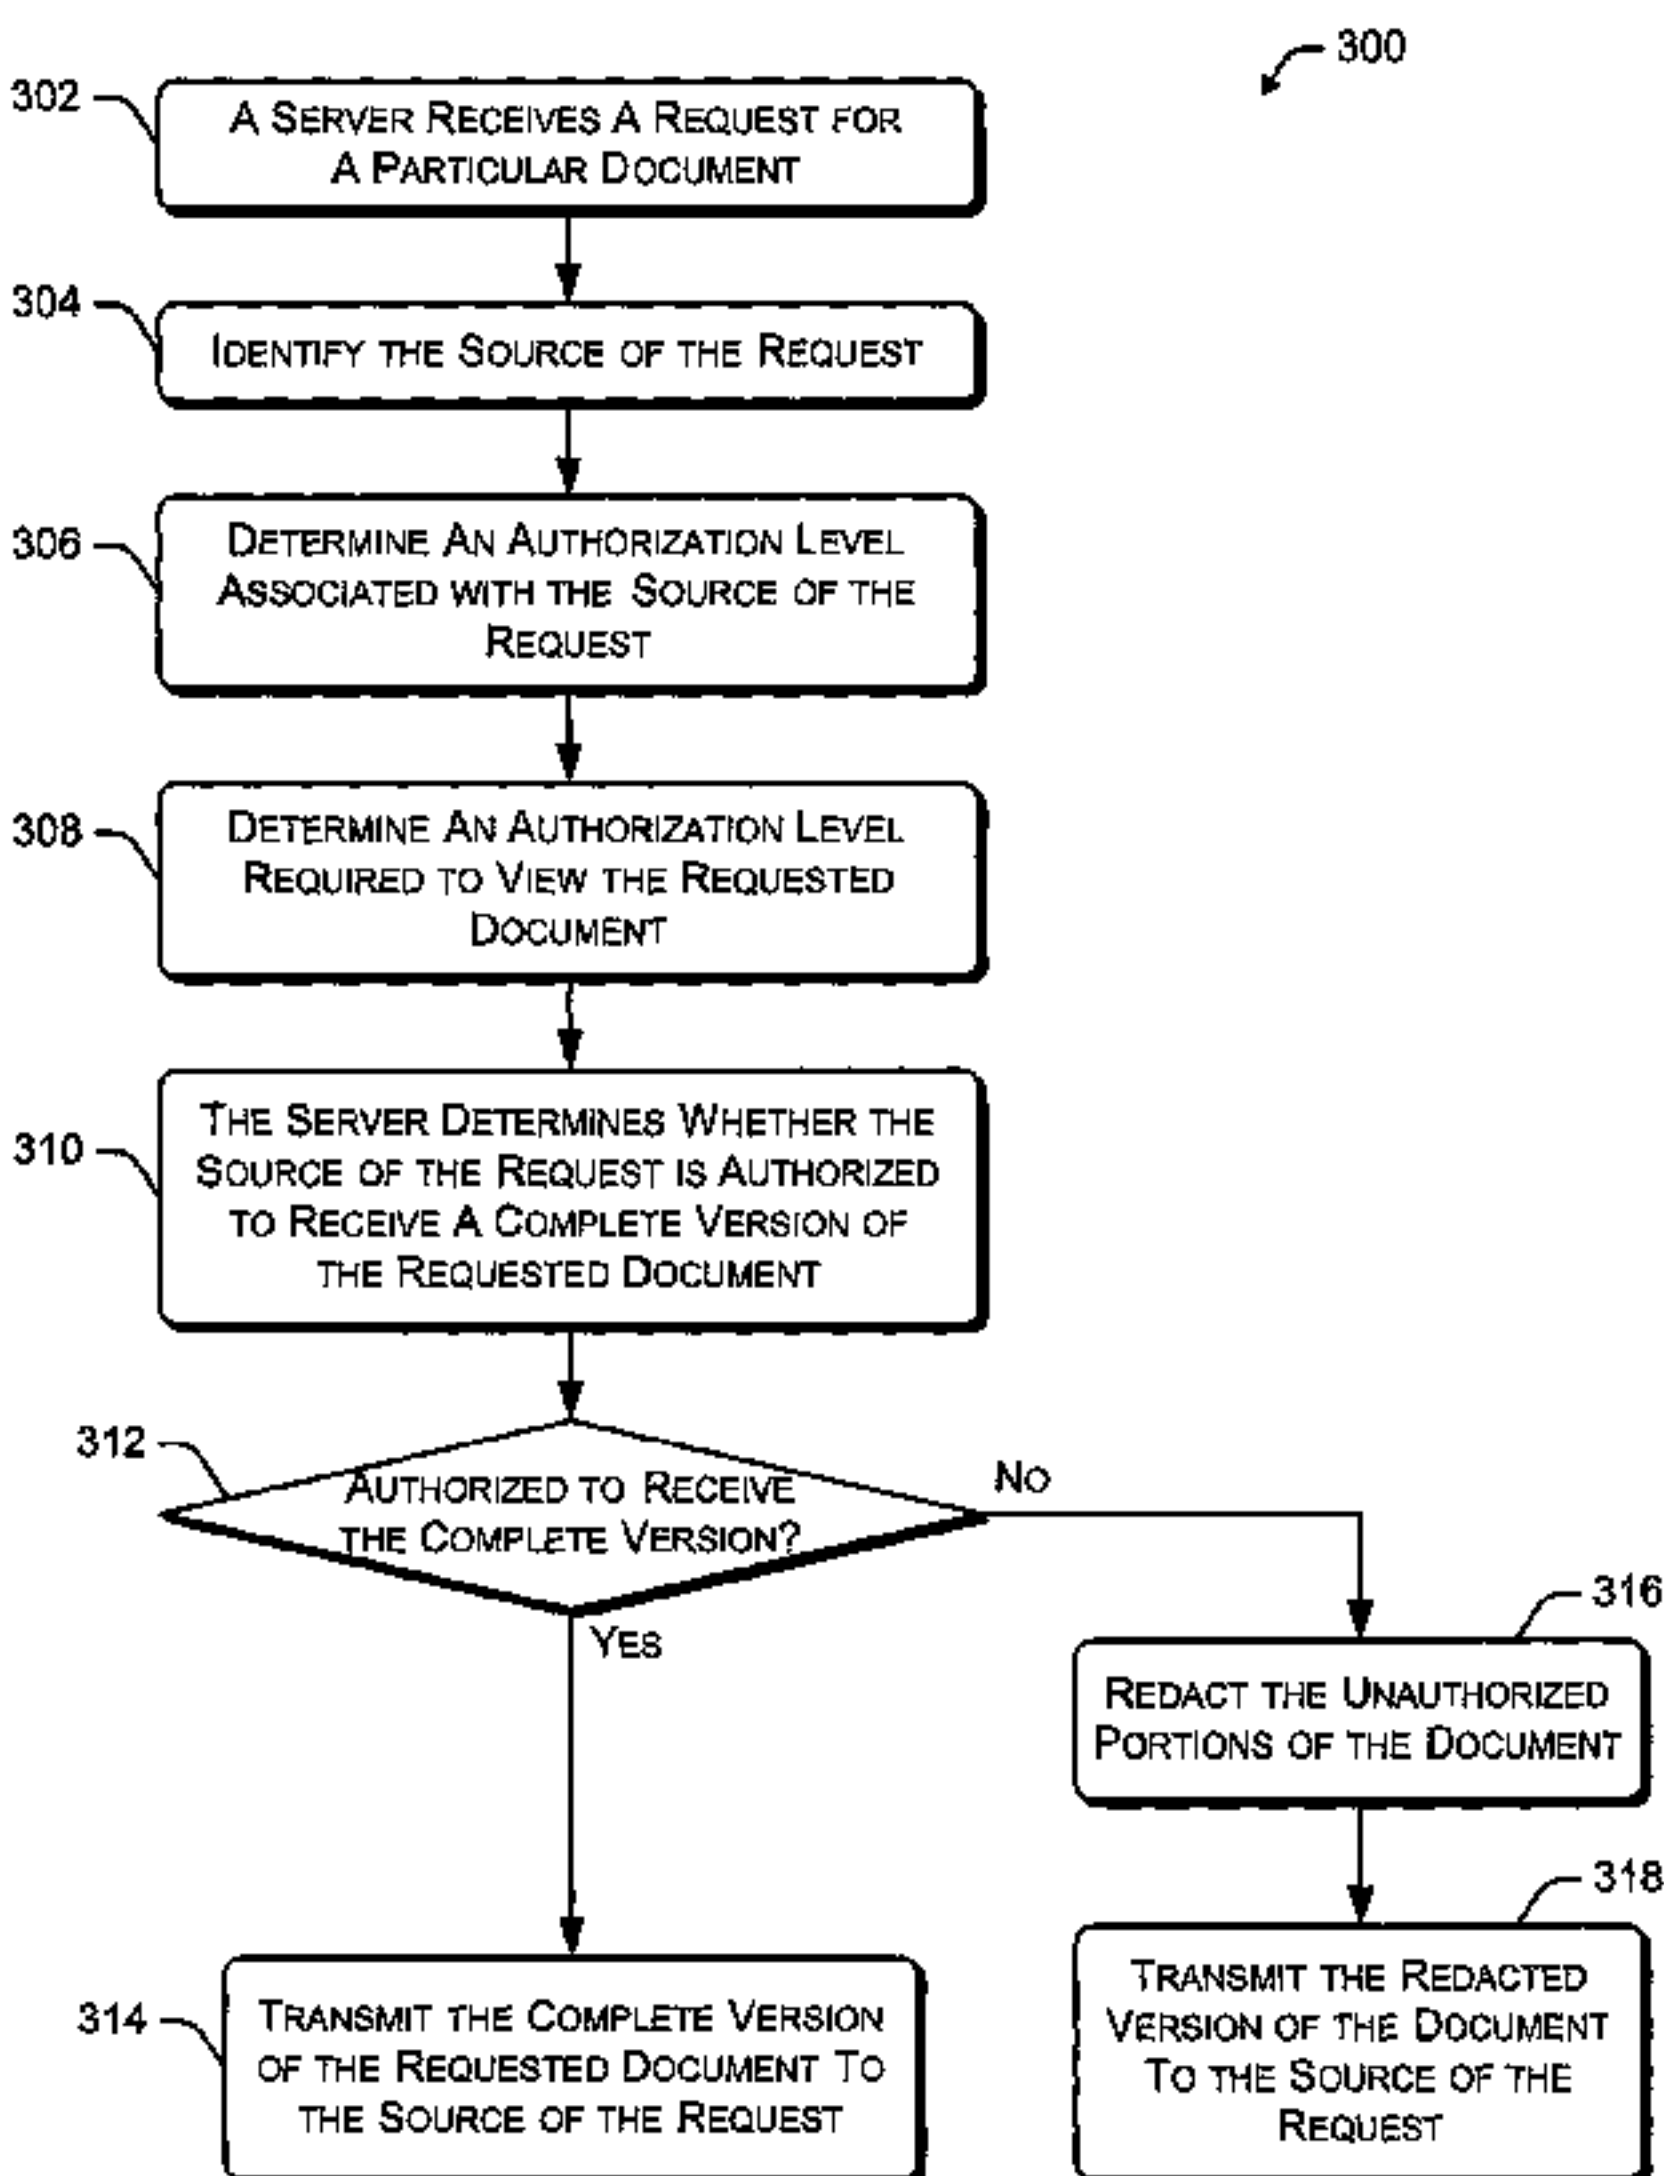 300
302
A SERVER RECEIVES A REQUEST FOR
A PARTICULAR DOCUMENT
304
IDENTIFY THE SOURCE OF THE REQUEST
306
DETERMINE AN AUTHORIZATION LEVEL
ASSOCIATED WITH THE SOURCE OF THE
REQUEST
308
DETERMINE AN AUTHORIZATION LEVEL
REQUIRED TO VIEW THE REQUESTED
DOCUMENT
310
THE SERVER DETERMINES WHETHER THE
SOURCE OF THE REQUEST IS AUTHORIZED
TO RECEIVE A COMPLETE VERSION OF
THE REQUESTED DOCUMENT
312
AUTHORIZED TO RECEIVE
THE COMPLETE VERSION?
NO
YES
316
REDACT THE UNAUTHORIZED
PORTIONS OF THE DOCUMENT
314
TRANSMIT THE COMPLETE VERSION
OF THE REQUESTED DOCUMENT TO
THE SOURCE OF THE REQUEST
318
TRANSMIT THE REDACTED
VERSION OF THE DOCUMENT
TO THE SOURCE OF THE
REQUEST